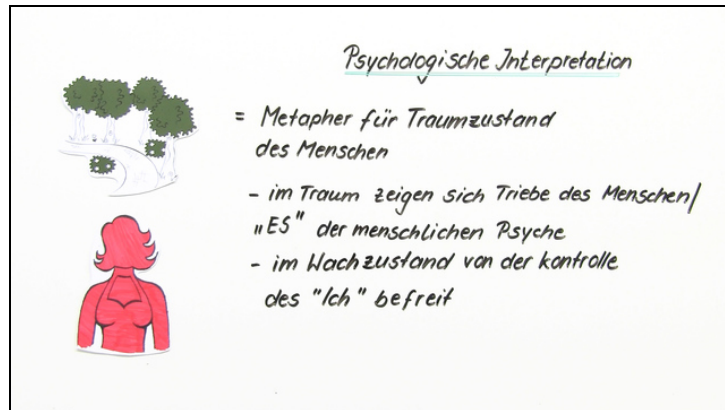 Psychologische Interpretation
= Metapher für Traumzustand
des Menschen
- im Traum zeigen sich Triebe des Menschen/
"ES" der menschlichen Psyche
- im Wachzustand von der kontrolle
des "Ich" befreit